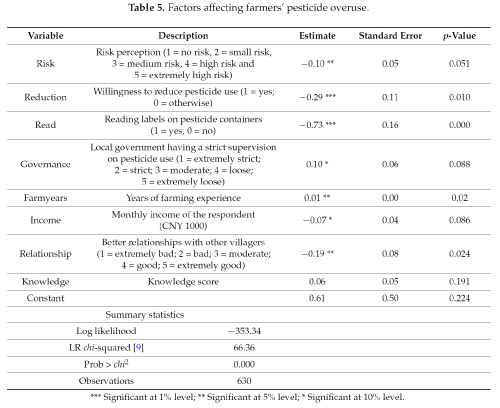 Table 5. Factors affecting farmers' pesticide overuse.
Variable Description Estimate Standard Error p-Value
Risk perception (1 = no risk, 2 = small risk,
Risk 3 = medium risk, 4 = high risk and −0.10 ** 0.05 0.051
5 = extremely high risk)
Reduction Willingness to reduce pesticide use (1 = yes; −0.29 *** 0.11 0.010
0 = otherwise)
Read Reading labels on pesticide containers −0.73 *** 0.16 0.000
(1 = yes, 0 = no)
Local government having a strict supervision
Governance on pesticide use (1 = extremely strict; 0.10 * 0.06 0.088
2 = strict; 3 = moderate; 4 = loose;
5 = extremely loose)
Farmyears Years of farming experience 0.01 ** 0.00 0.02
Income Monthly income of the respondent −0.07 * 0.04 0.086
(CNY 1000)
Better relationships with other villagers
Relationship (1 = extremely bad; 2 = bad; 3 = moderate; −0.19 ** 0.08 0.024
4 = good; 5 = extremely good)
Knowledge Knowledge score 0.06 0.05 0.191
Constant 0.61 0.50 0.224
Summary statistics
Log likelihood −353.34
LR chi-squared [9] 66.36
Prob > chi2 0.000
Observations 630
*** Significant at 1% level; ** Significant at 5% level; * Significant at 10% level.